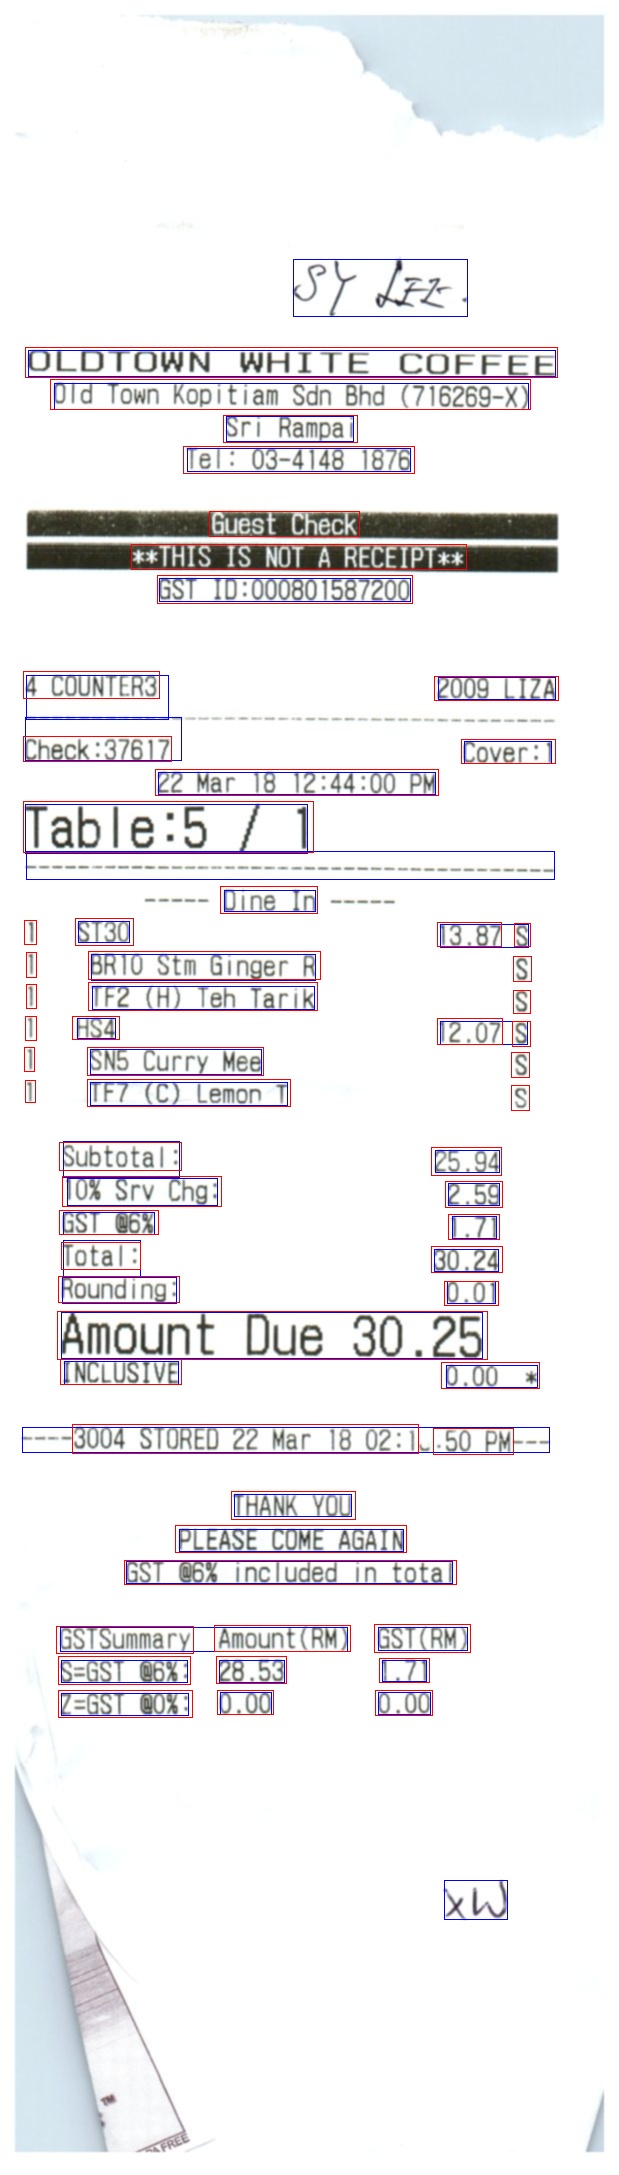 SY LEE.
OLDTOWN WHITE COFFEE
Old Town Kopitiam Sdn Bhd (716269-X)
Sri Rampai
Tel: 03-4148 1876
Guest Check
**THIS IS NOT A RECEIPT**
GST ID:000801587200
4 COUNTER3 2009 LIZA
Check:37617 Cover:1
22 Mar 18 12:44:00 PM
Table:5 / 1
----- Dine In -----
1 ST30 13.87 S
1 BR10 Stm Ginger R S
1 TF2 (H) Teh Tarik S
1 HS4 12.07 S
1 SN5 Curry Mee S
1 TF7 (C) Lemon T S
Subtotal: 25.94
10% Srv Chg: 2.59
GST @6% 1.71
Total: 30.24
Rounding: 0.01
Amount Due 30.25
INCLUSIVE 0.00 *
----3004 STORED 22 Mar 18 50 PM---
THANK YOU
PLEASE COME AGAIN
GST @6% included in total
GSTSummary Amount(RM) GST(RM)
S=GST @6%: 28.53 1.71
Z=GST @0%: 0.00 0.00
XW
TM
FREE